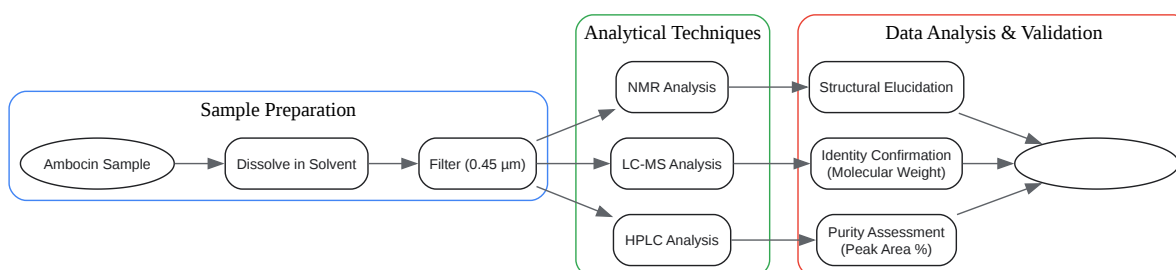 Sample Preparation
Analytical Techniques
Data Analysis & Validation
Ambocin Sample
Dissolve in Solvent
Filter (0.45 µm)
NMR Analysis
LC-MS Analysis
HPLC Analysis
Structural Elucidation
Identity Confirmation
(Molecular Weight)
Purity Assessment
(Peak Area %)